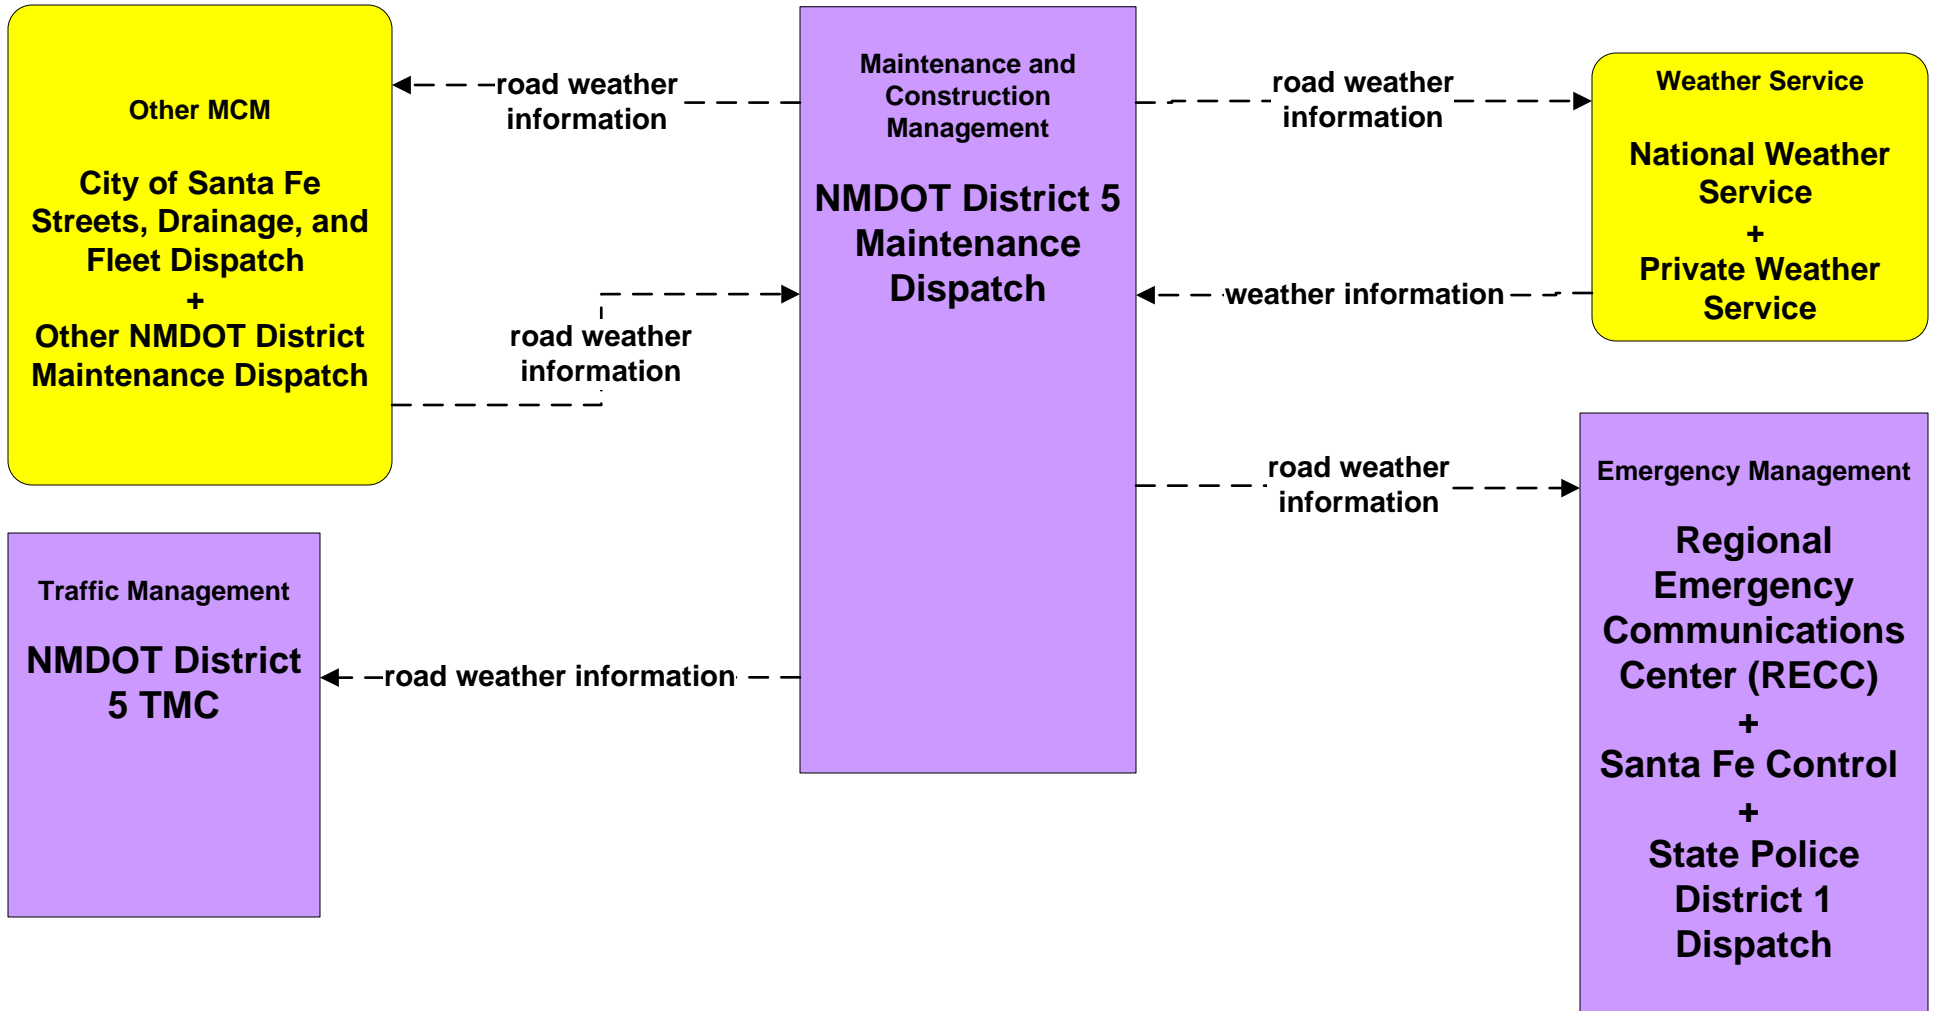 Other MCM
City of Santa Fe
Streets, Drainage, and
Fleet Dispatch
+
Other NMDOT District
Maintenance Dispatch
road weather
information
road weather
information
Maintenance and
Construction
Management
NMDOT District 5
Maintenance
Dispatch
road weather
information
weather information
Weather Service
National Weather
Service
+
Private Weather
Service
road weather
information
Emergency Management
Regional
Emergency
Communications
Center (RECC)
+
Santa Fe Control
+
State Police
District 1
Dispatch
Traffic Management
NMDOT District
5 TMC
road weather information